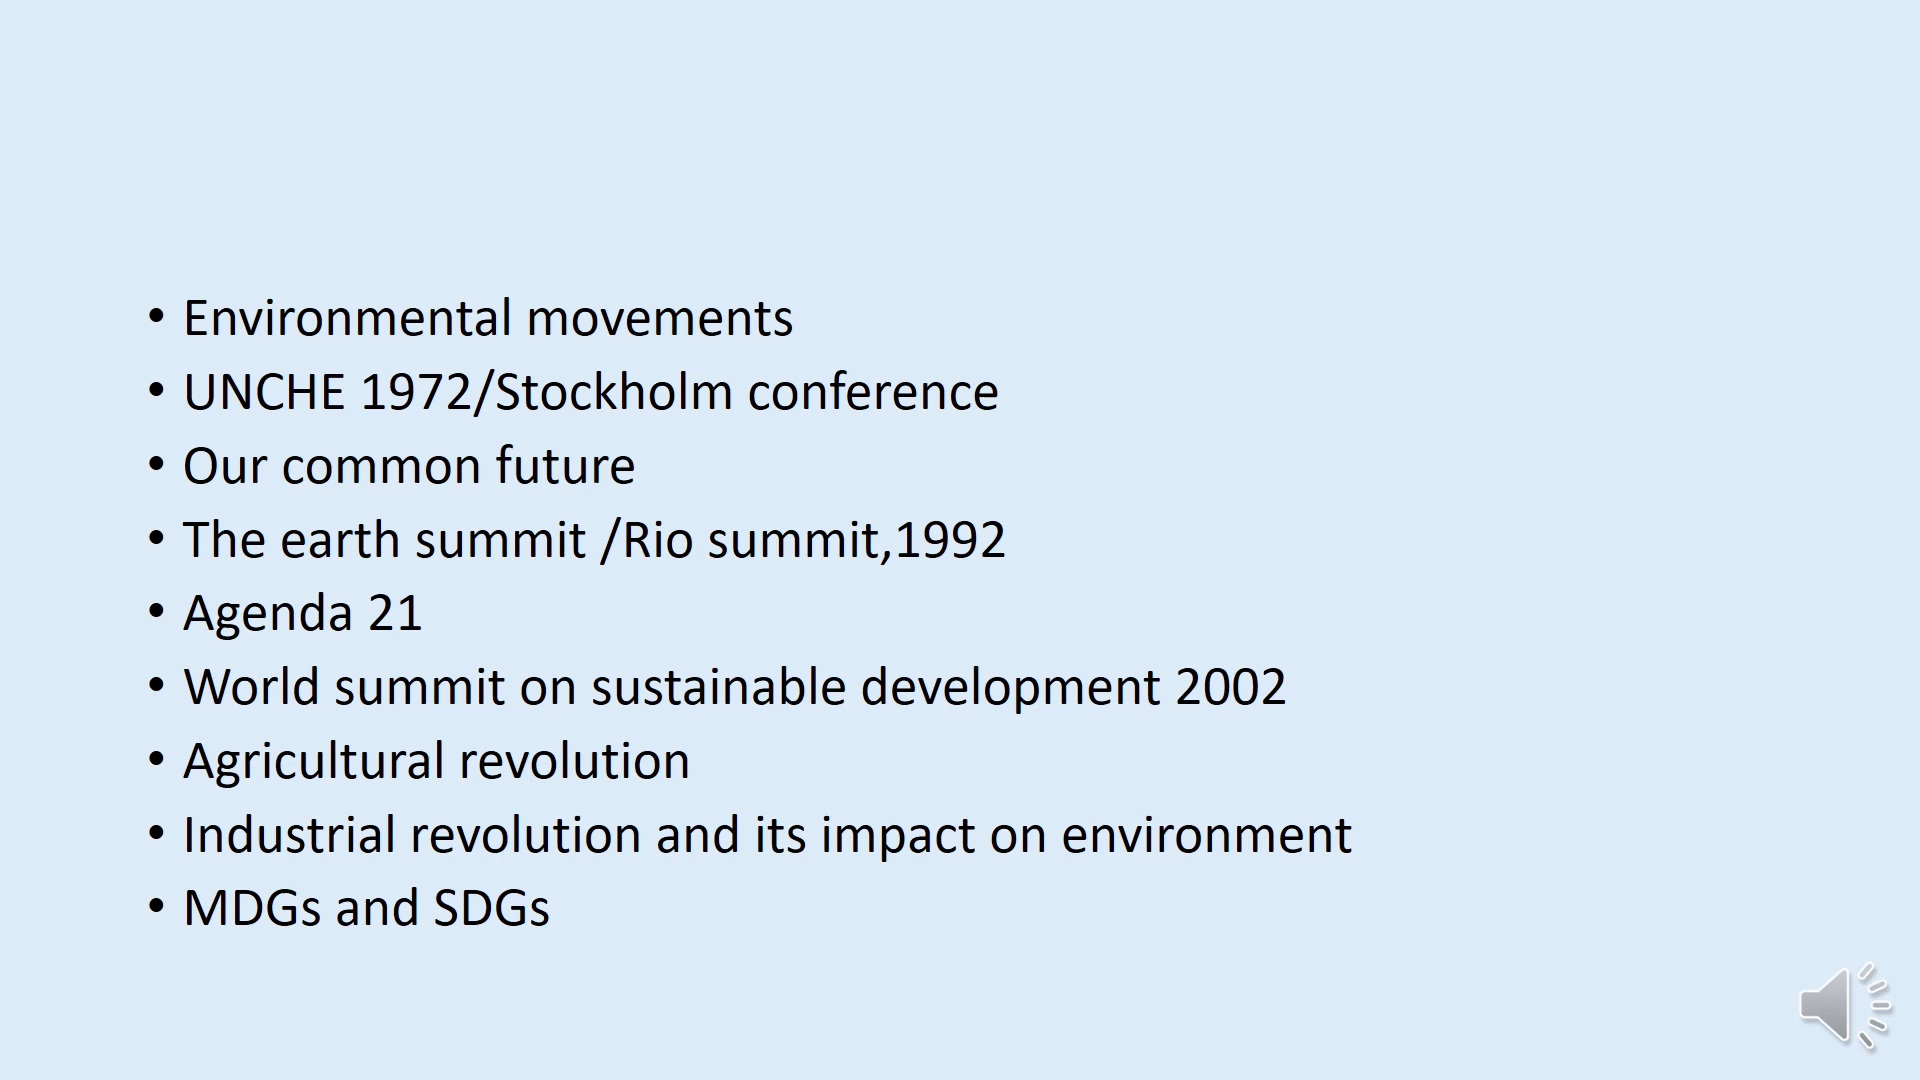 • Environmental movements
• UNCHE 1972/Stockholm conference
• Our common future
• The earth summit /Rio summit,1992
• Agenda 21
• World summit on sustainable development 2002
• Agricultural revolution
• Industrial revolution and its impact on environment
• MDGs and SDGs